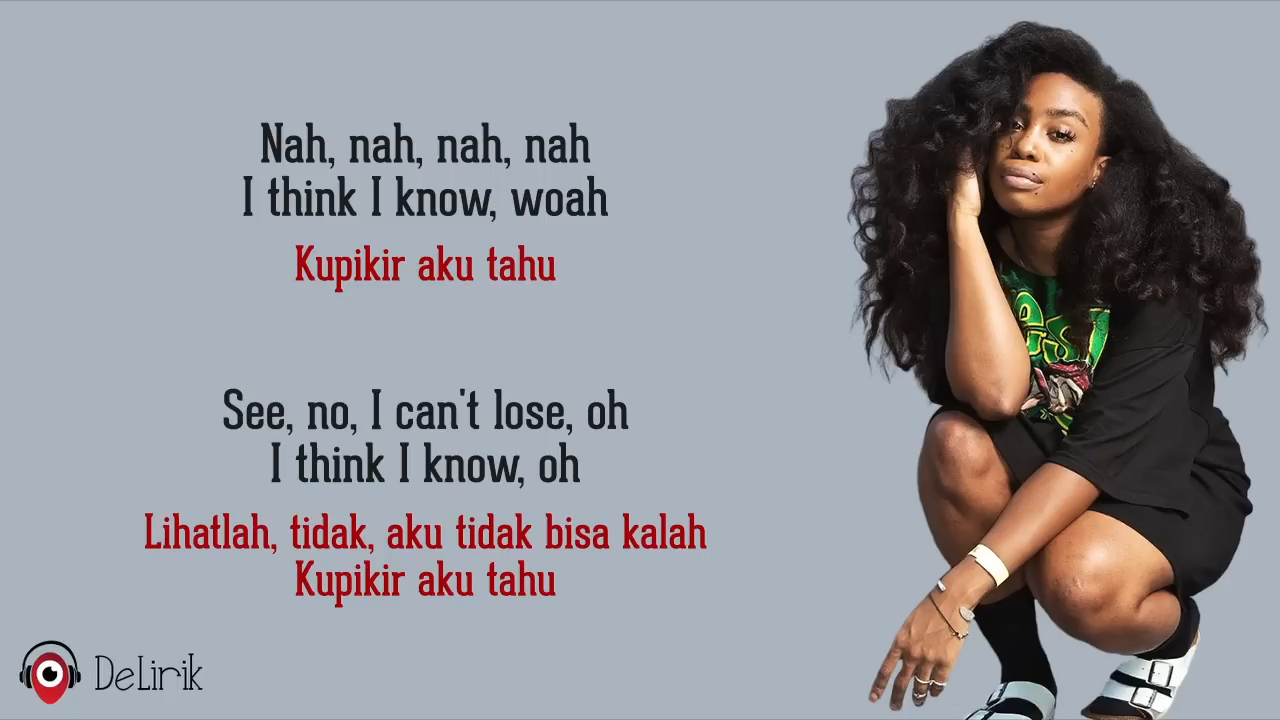 Nah, nah, nah, nah
I think I know, woah
Kupikir aku tahu
See, no, I can't lose, oh
I think I know, oh
Lihatlah, tidak, aku tidak bisa kalah
Kupikir aku tahu
DeLirik